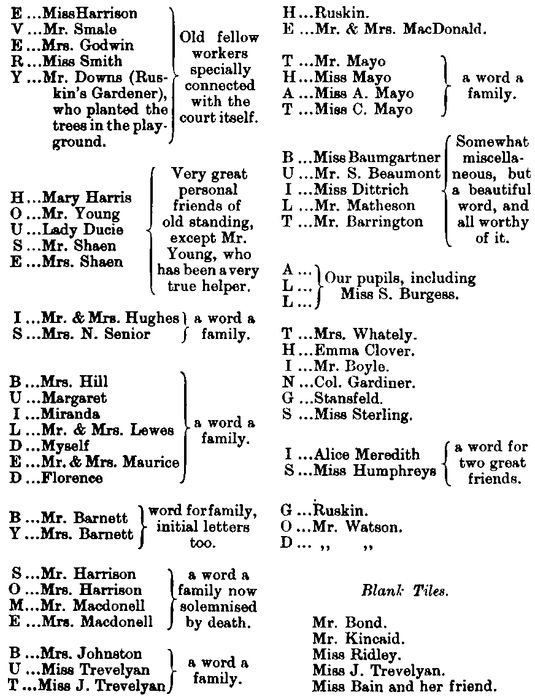 E ...Miss Harrison
V ...Mr. Smale
E ...Mrs. Godwin
R ...Miss Smith
Y ...Mr. Downs (Rus-
kin's Gardener),
who planted the
trees in the play-
ground.
Old fellow
workers
specially
connected
with the
court itself.
H ...Mary Harris
O ...Mr. Young
U ...Lady Ducie
S ...Mr. Shaen
E ...Mrs. Shaen
Very great
personal
friends of
old standing,
except Mr.
Young, who
has been a very
true helper.
I ...Mr. & Mrs. Hughes
S ...Mrs. N. Senior
a word a
family.
B ...Mrs. Hill
U ...Margaret
I ...Miranda
L ...Mr. & Mrs. Lewes
D ...Myself
E ...Mr. & Mrs. Maurice
D ...Florence
a word a
family.
B ...Mr. Barnett
Y ...Mrs. Barnett
word for family,
initial letters
too.
S ...Mr. Harrison
O ...Mrs. Harrison
M...Mr. Macdonell
E ...Mrs. Macdonell
a word a
family now
solemnised
by death.
B ...Mrs. Johnston
U ...Miss Trevelyan
T ...Miss J. Trevelyan
a word a
family.
H ...Ruskin.
E ...Mr. & Mrs. MacDonald.
T ...Mr. Mayo
H ...Miss Mayo
A ...Miss A. Mayo
T ...Miss C. Mayo
a word a
family.
B ...Miss Baumgartner
U ...Mr. S. Beaumont
I ...Miss Dittrich
L ...Mr. Matheson
T ...Mr. Barrington
Somewhat
miscella-
neous, but
a beautiful
word, and
all worthy
of it.
A ...
L ...
L ...
Our pupils, including
Miss S. Burgess.
T ...Mrs. Whately.
H ...Emma Clover.
I ...Mr. Boyle.
N ...Col. Gardiner.
G ...Stansfeld.
S ...Miss Sterling.
I ...Alice Meredith
S ...Miss Humphreys
a word for
two great
friends.
G ...Ruskin.
O ...Mr. Watson.
D ... ,, ,,
Blank Tiles.
Mr. Bond.
Mr. Kincaid.
Miss Ridley.
Miss J. Trevelyan.
Miss Bain and her friend.